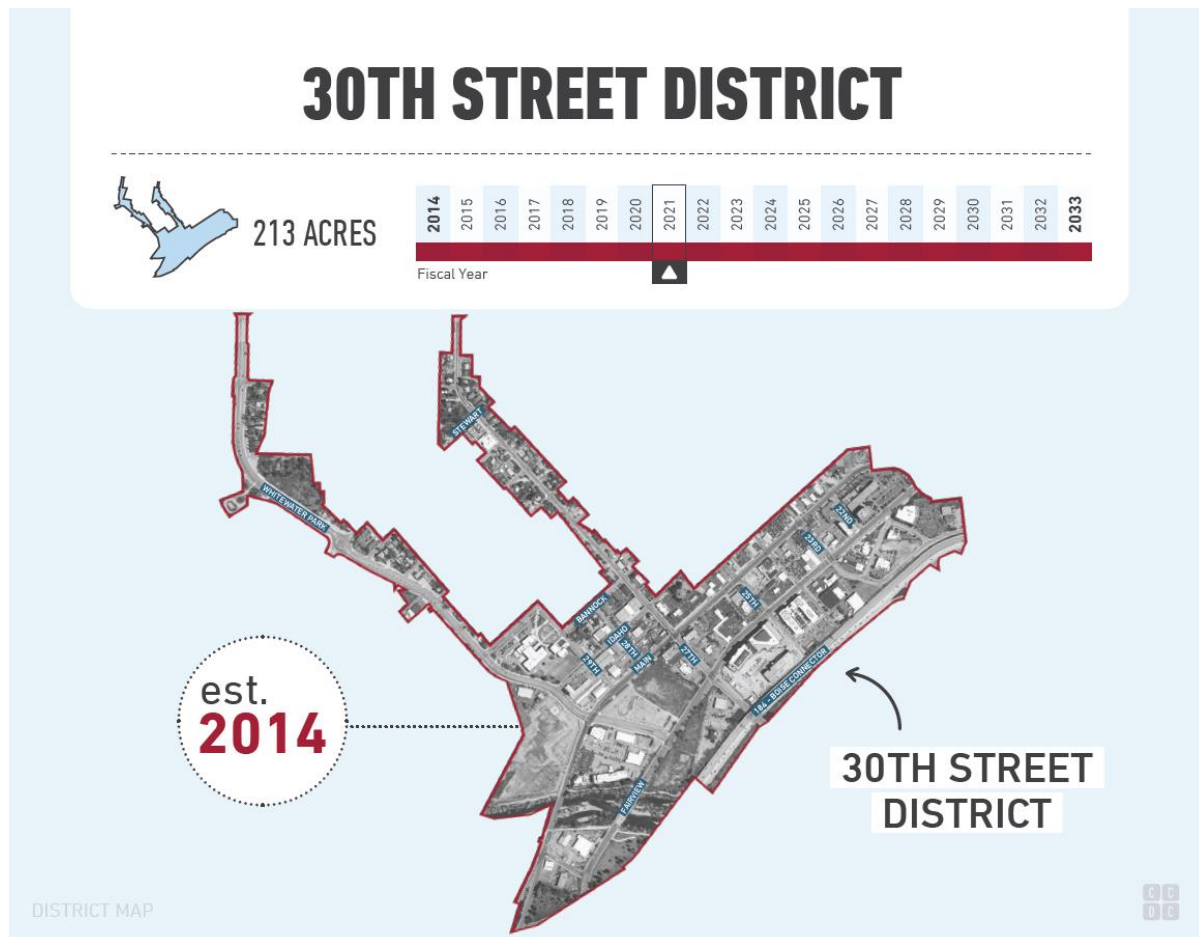 30TH STREET DISTRICT
213 ACRES
2014 2015 2016 2017 2018 2019 2020 2021 2022 2023 2024 2025 2026 2027 2028 2029 2030 2031 2032 2033
Fiscal Year
STEWART
WHITEWATER PARK
22ND
23RD
25TH
BANNOCK
IDAHO
28TH
MAIN
29TH
27TH
184 - BOISE CONNECTOR
FAIRVIEW
est.
2014
30TH STREET
DISTRICT
DISTRICT MAP
C C
D C